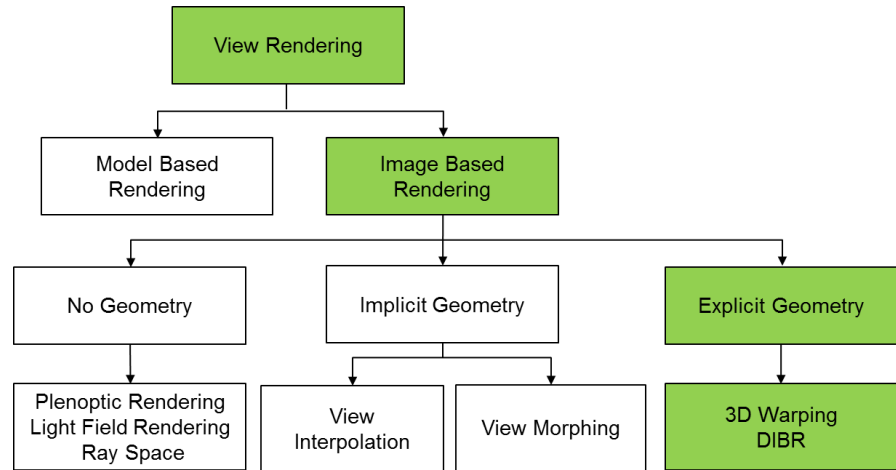 View Rendering
Model Based
Rendering
Image Based
Rendering
No Geometry
Implicit Geometry
Explicit Geometry
Plenoptic Rendering
Light Field Rendering
Ray Space
View
Interpolation
View Morphing
3D Warping
DIBR